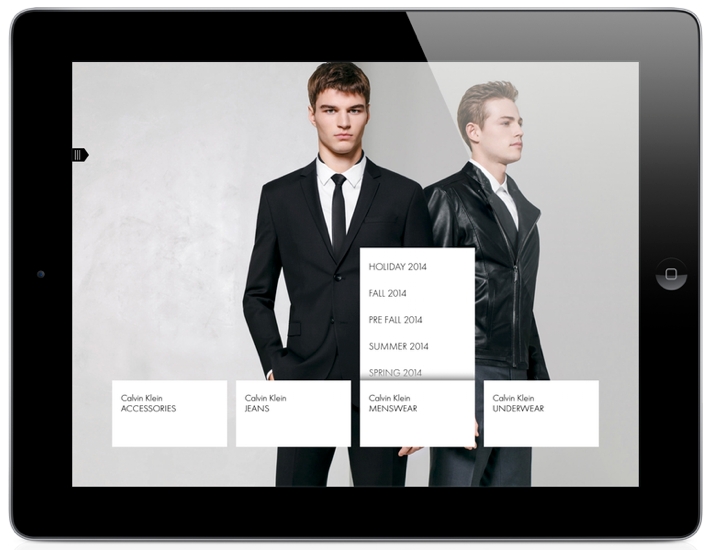 HOLIDAY 2014
FALL 2014
PRE FALL 2014
SUMMER 2014
SPRING 2014
Calvin Klein
ACCESSORIES
Calvin Klein
JEANS
Calvin Klein
MENSWEAR
Calvin Klein
UNDERWEAR